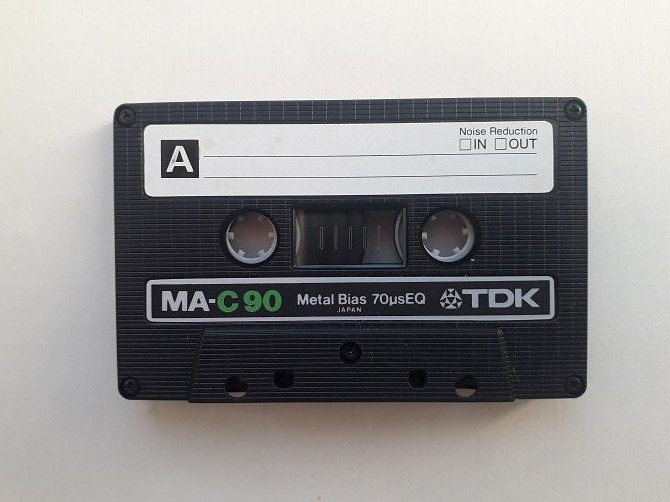 A
Noise Reduction
☐IN ☐OUT
MA-C90 Metal Bias 70µsEQ TDK
JAPAN